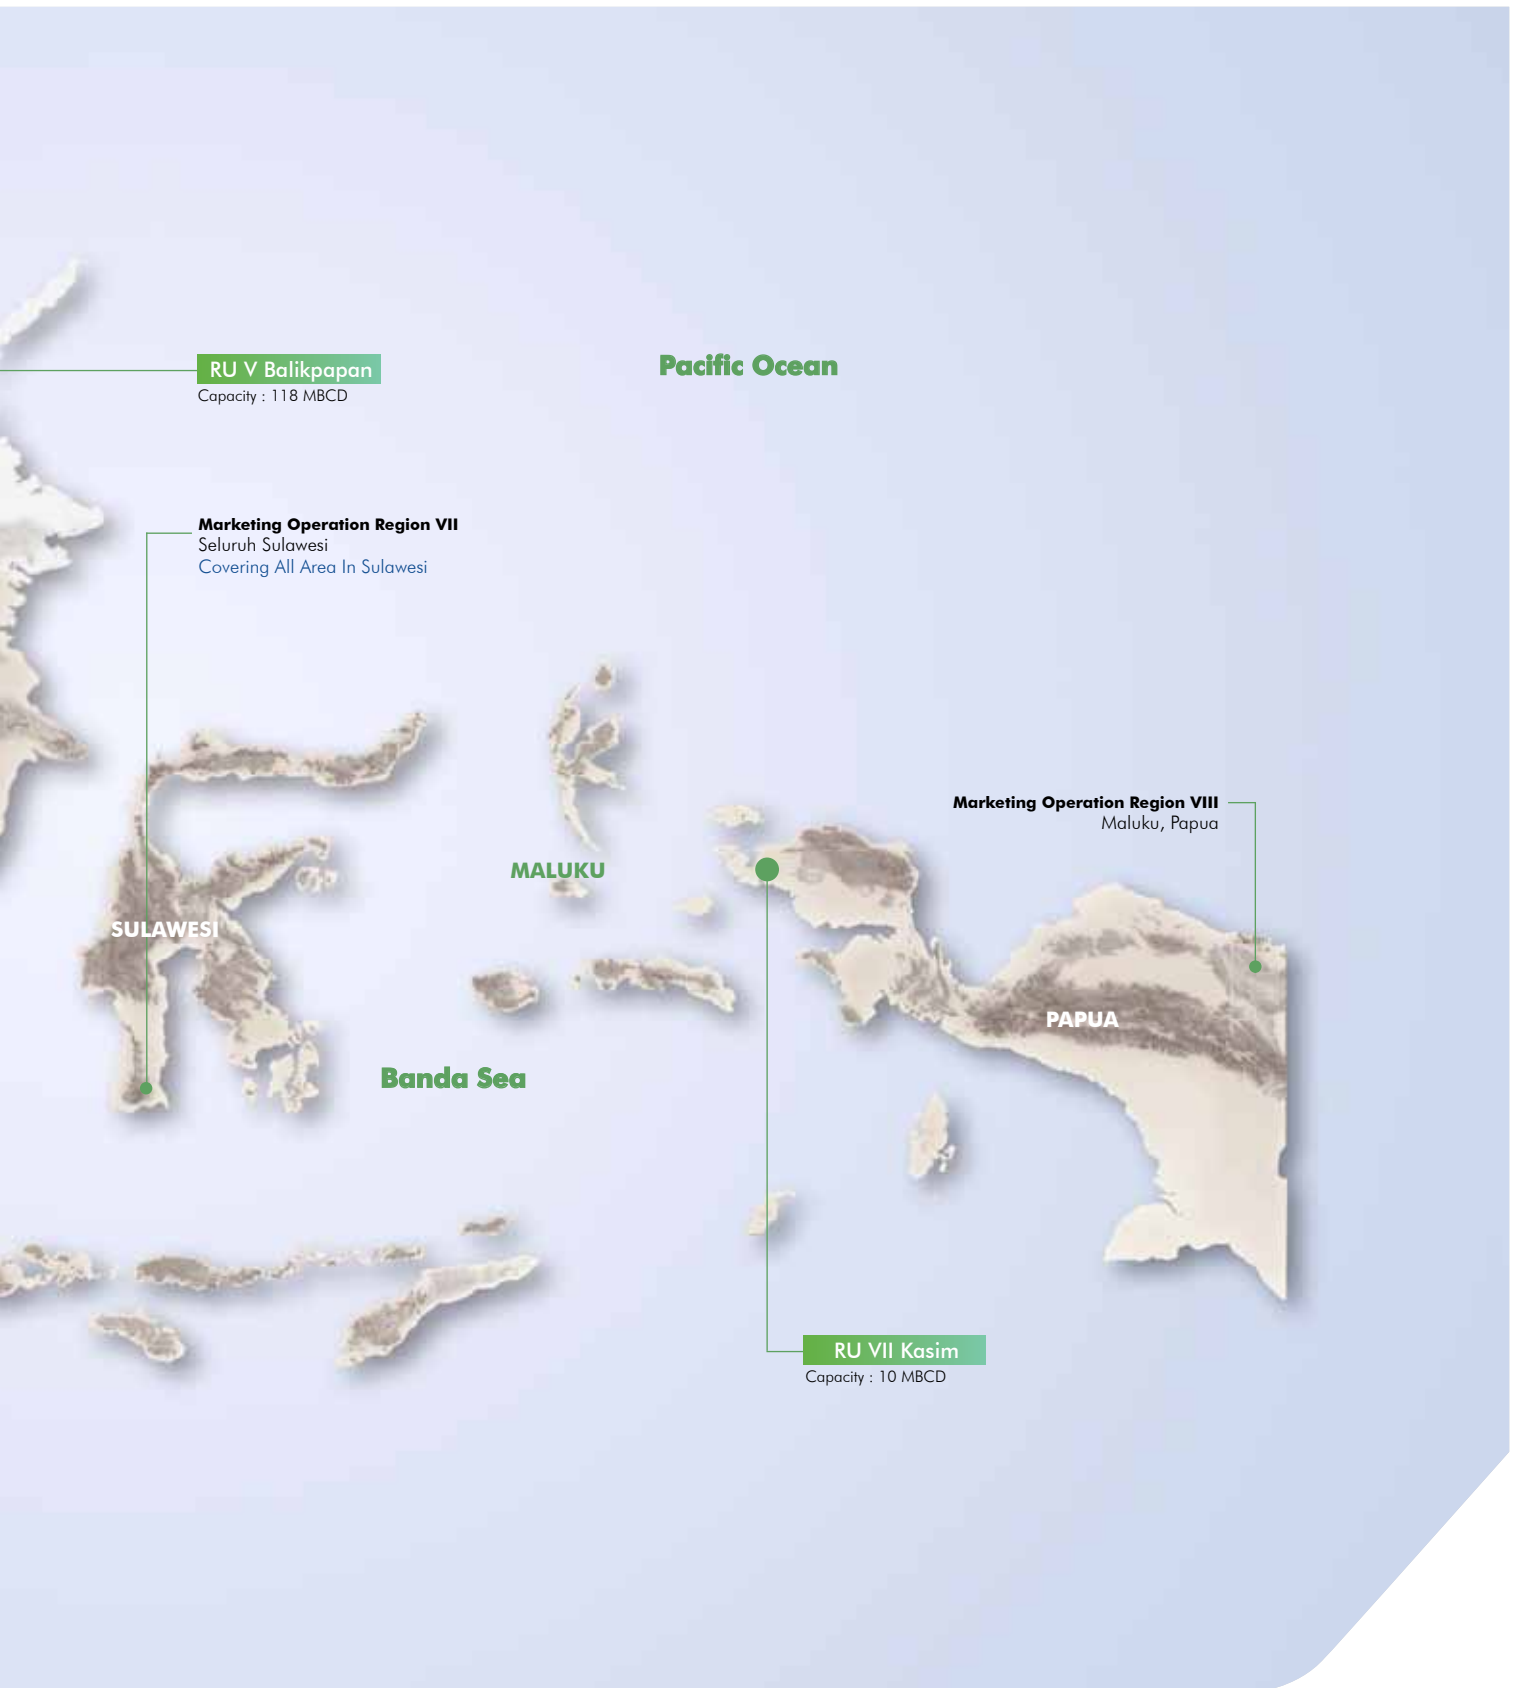 Pacific Ocean
RU V Balikpapan
Capacity : 118 MBCD
Marketing Operation Region VII
Seluruh Sulawesi
Covering All Area In Sulawesi
Marketing Operation Region VIII
Maluku, Papua
MALUKU
SULAWESI
PAPUA
Banda Sea
RU VII Kasim
Capacity : 10 MBCD